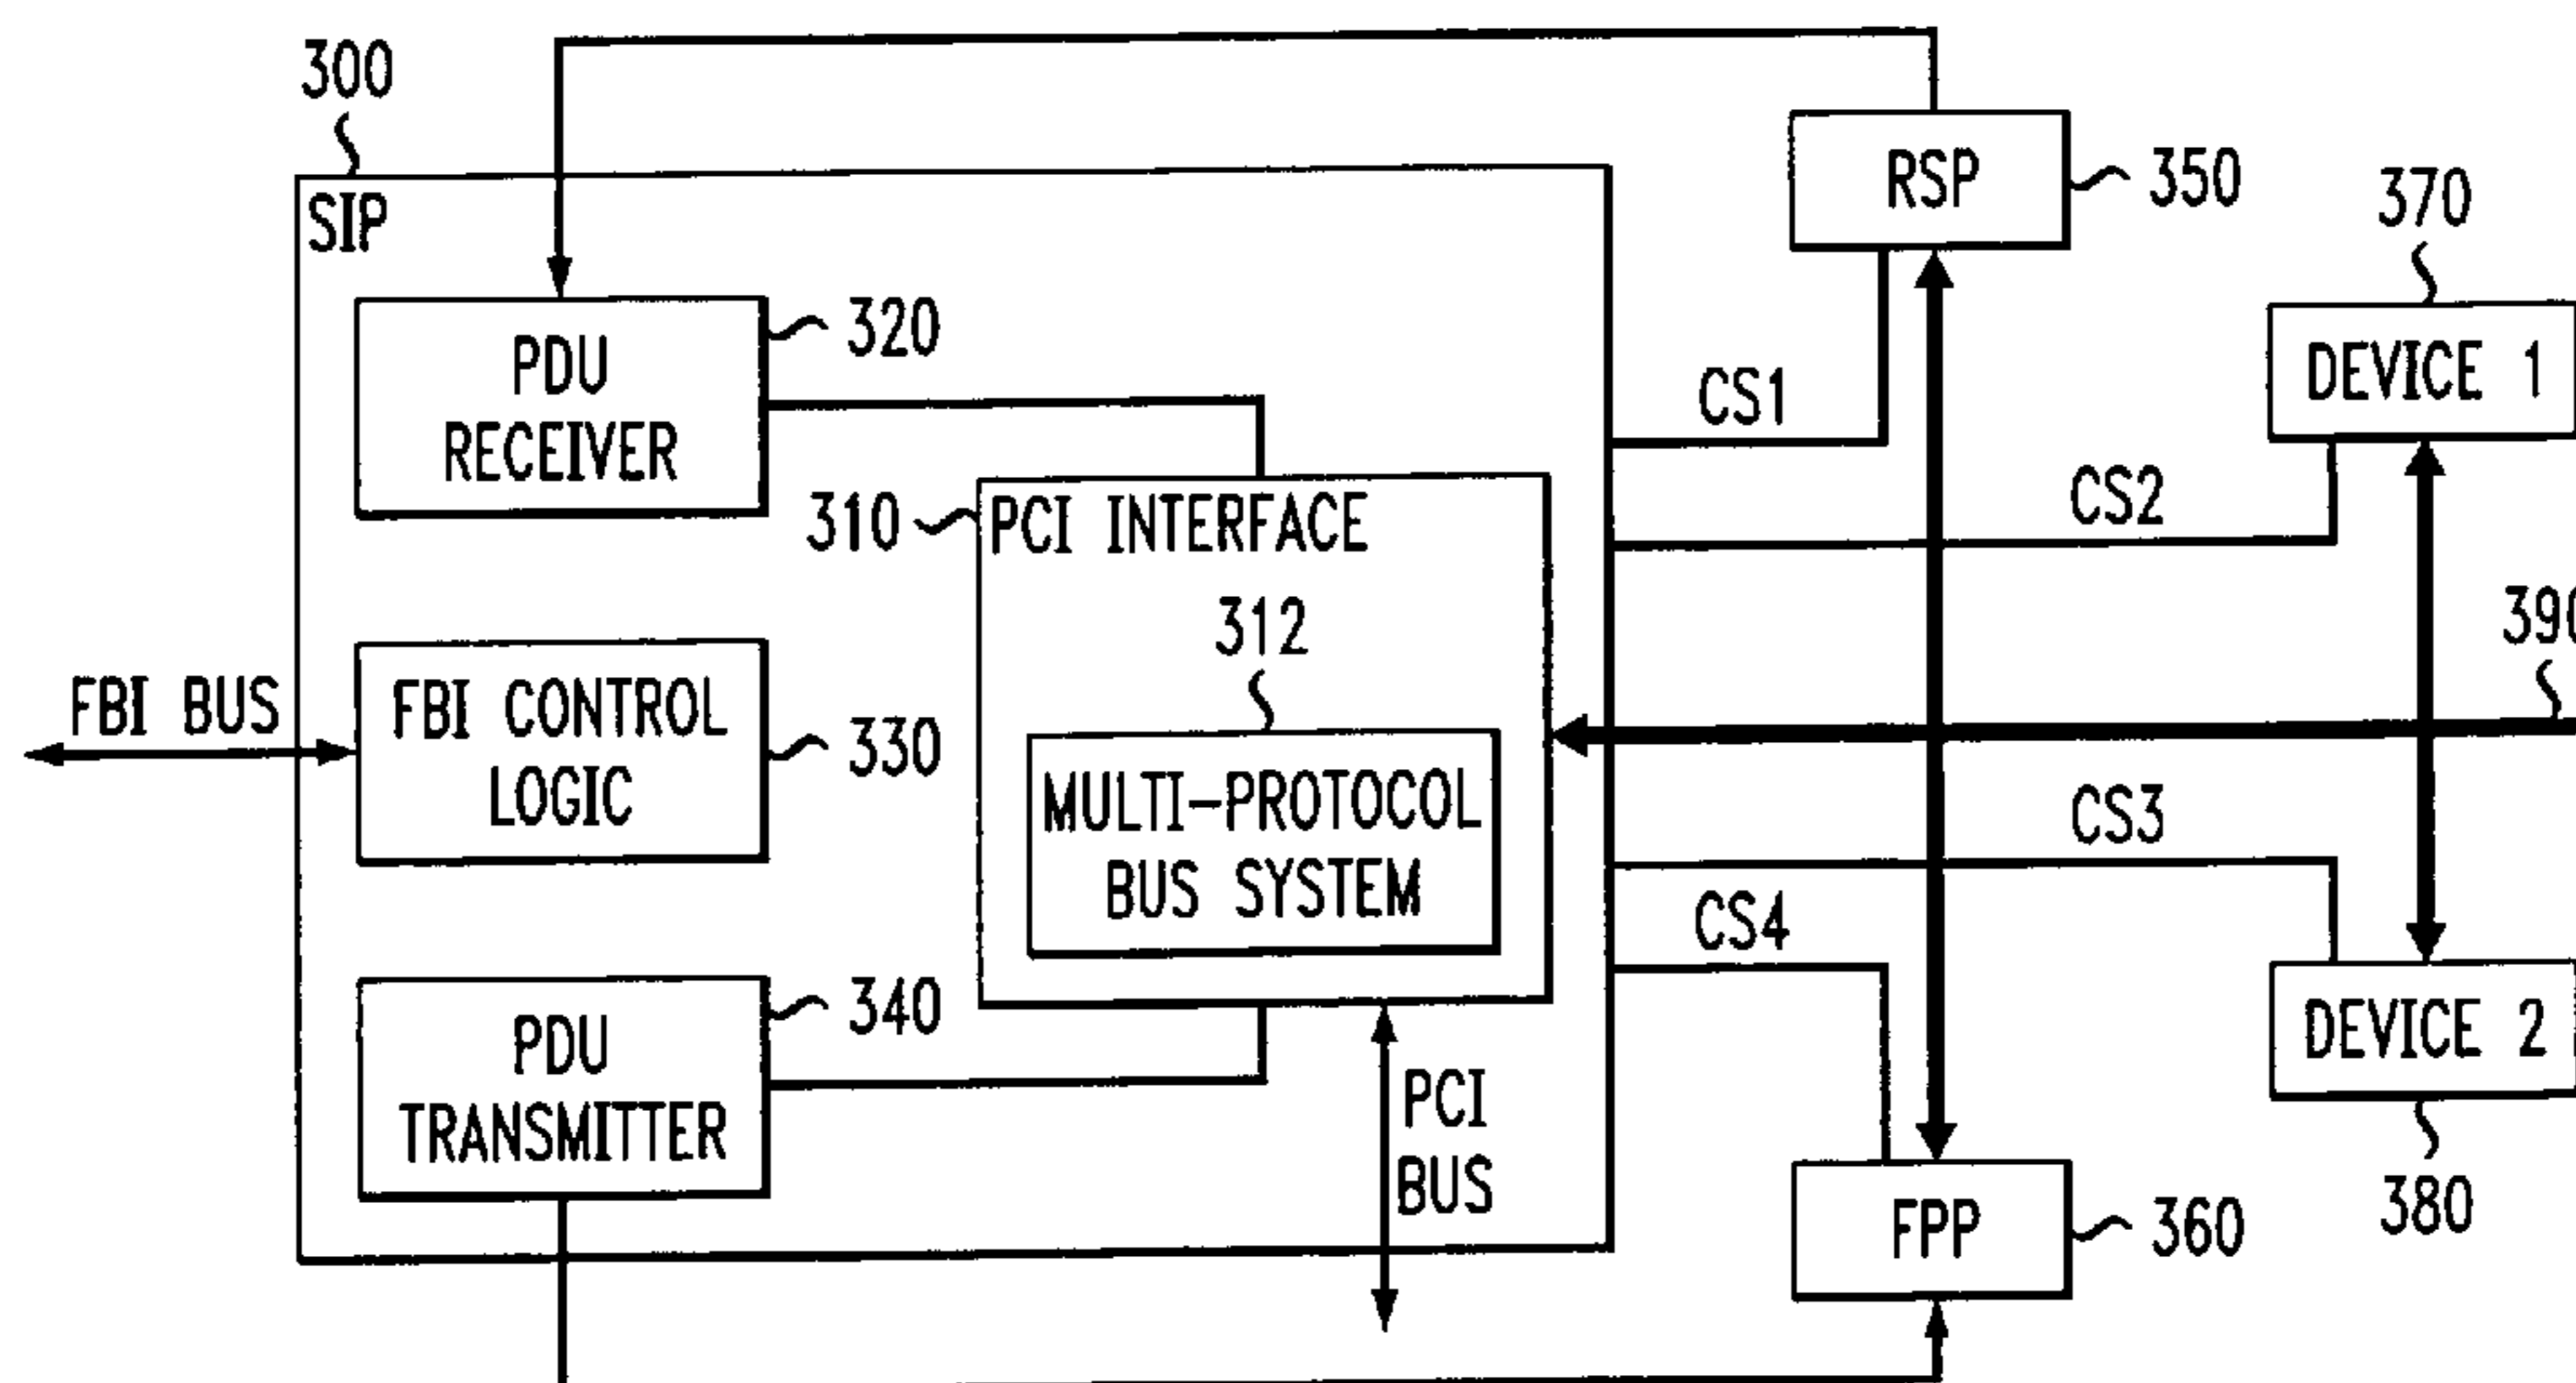 300
SIP
RSP
350
370
PDU
RECEIVER
320
DEVICE 1
CS1
310
PCI INTERFACE
CS2
312
390
FBI BUS
FBI CONTROL
LOGIC
330
MULTI-PROTOCOL
BUS SYSTEM
CS3
CS4
PDU
TRANSMITTER
340
PCI
BUS
DEVICE 2
380
FPP
360